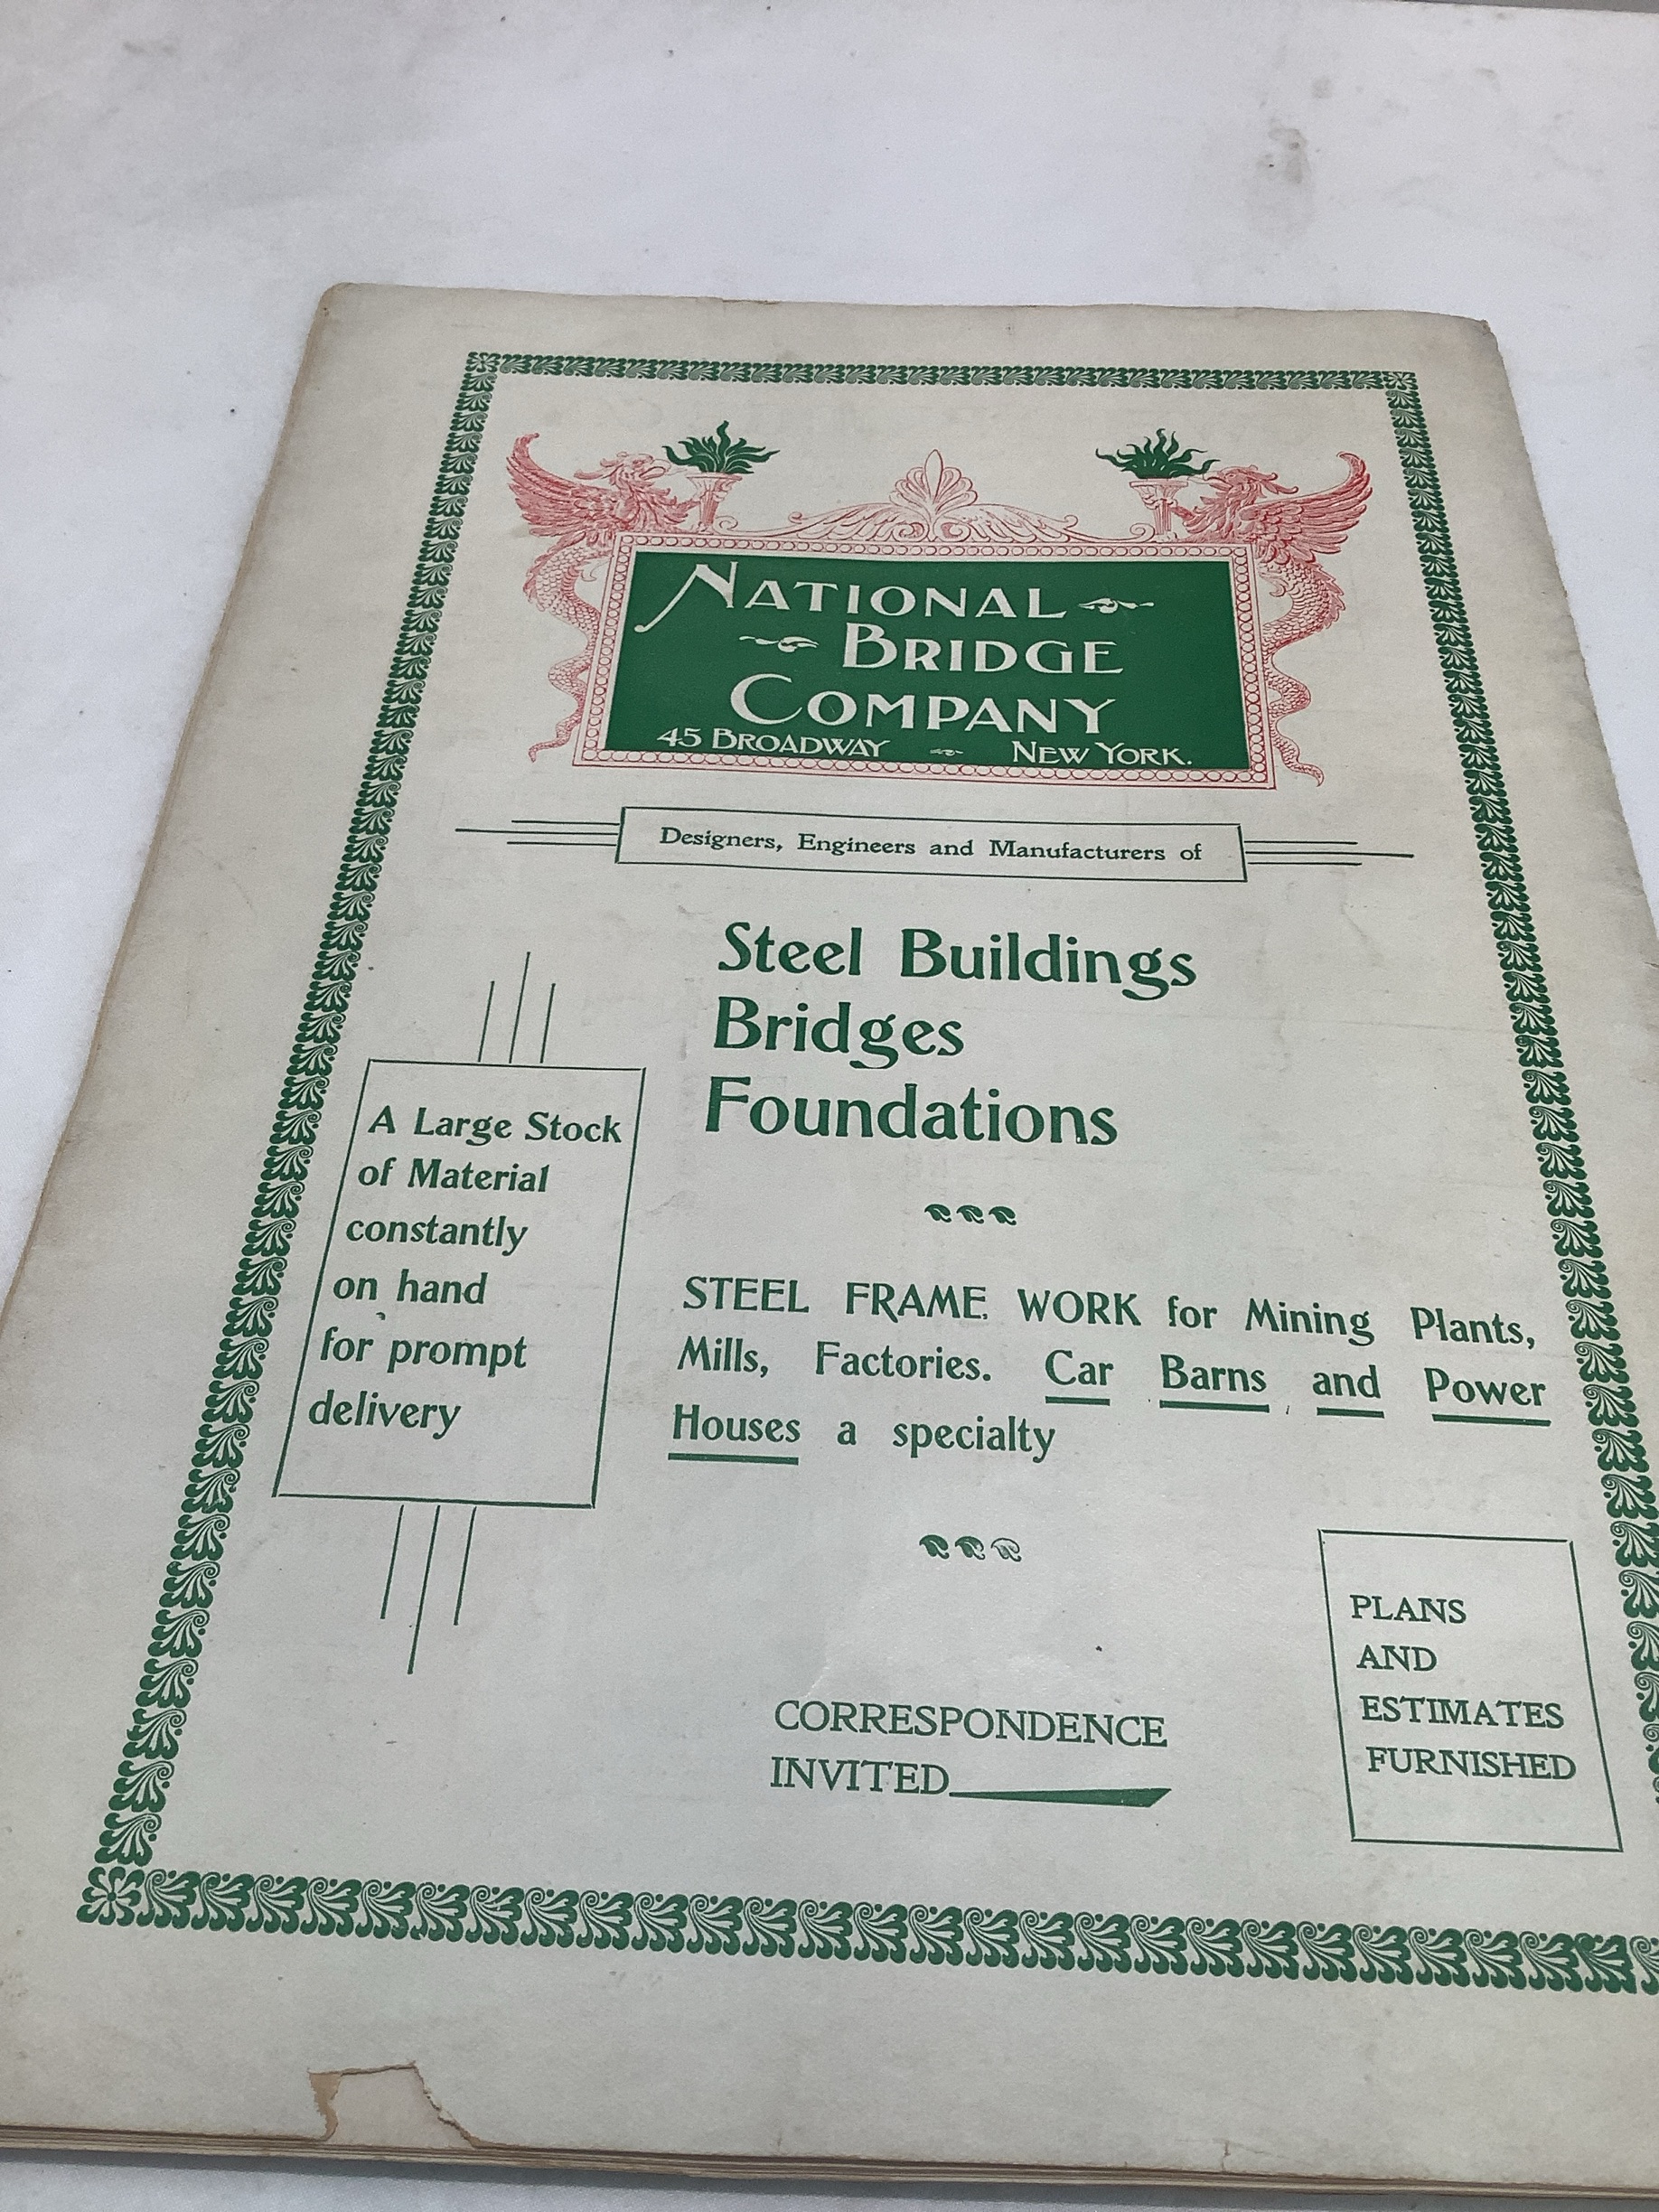 NATIONAL
BRIDGE
COMPANY
45 BROADWAY NEW YORK.
Designers, Engineers and Manufacturers of
Steel Buildings
Bridges
Foundations
A Large Stock
of Material
constantly
on hand
for prompt
delivery
STEEL FRAME WORK for Mining Plants,
Mills, Factories. Car Barns and Power
Houses a specialty
CORRESPONDENCE
INVITED
PLANS
AND
ESTIMATES
FURNISHED